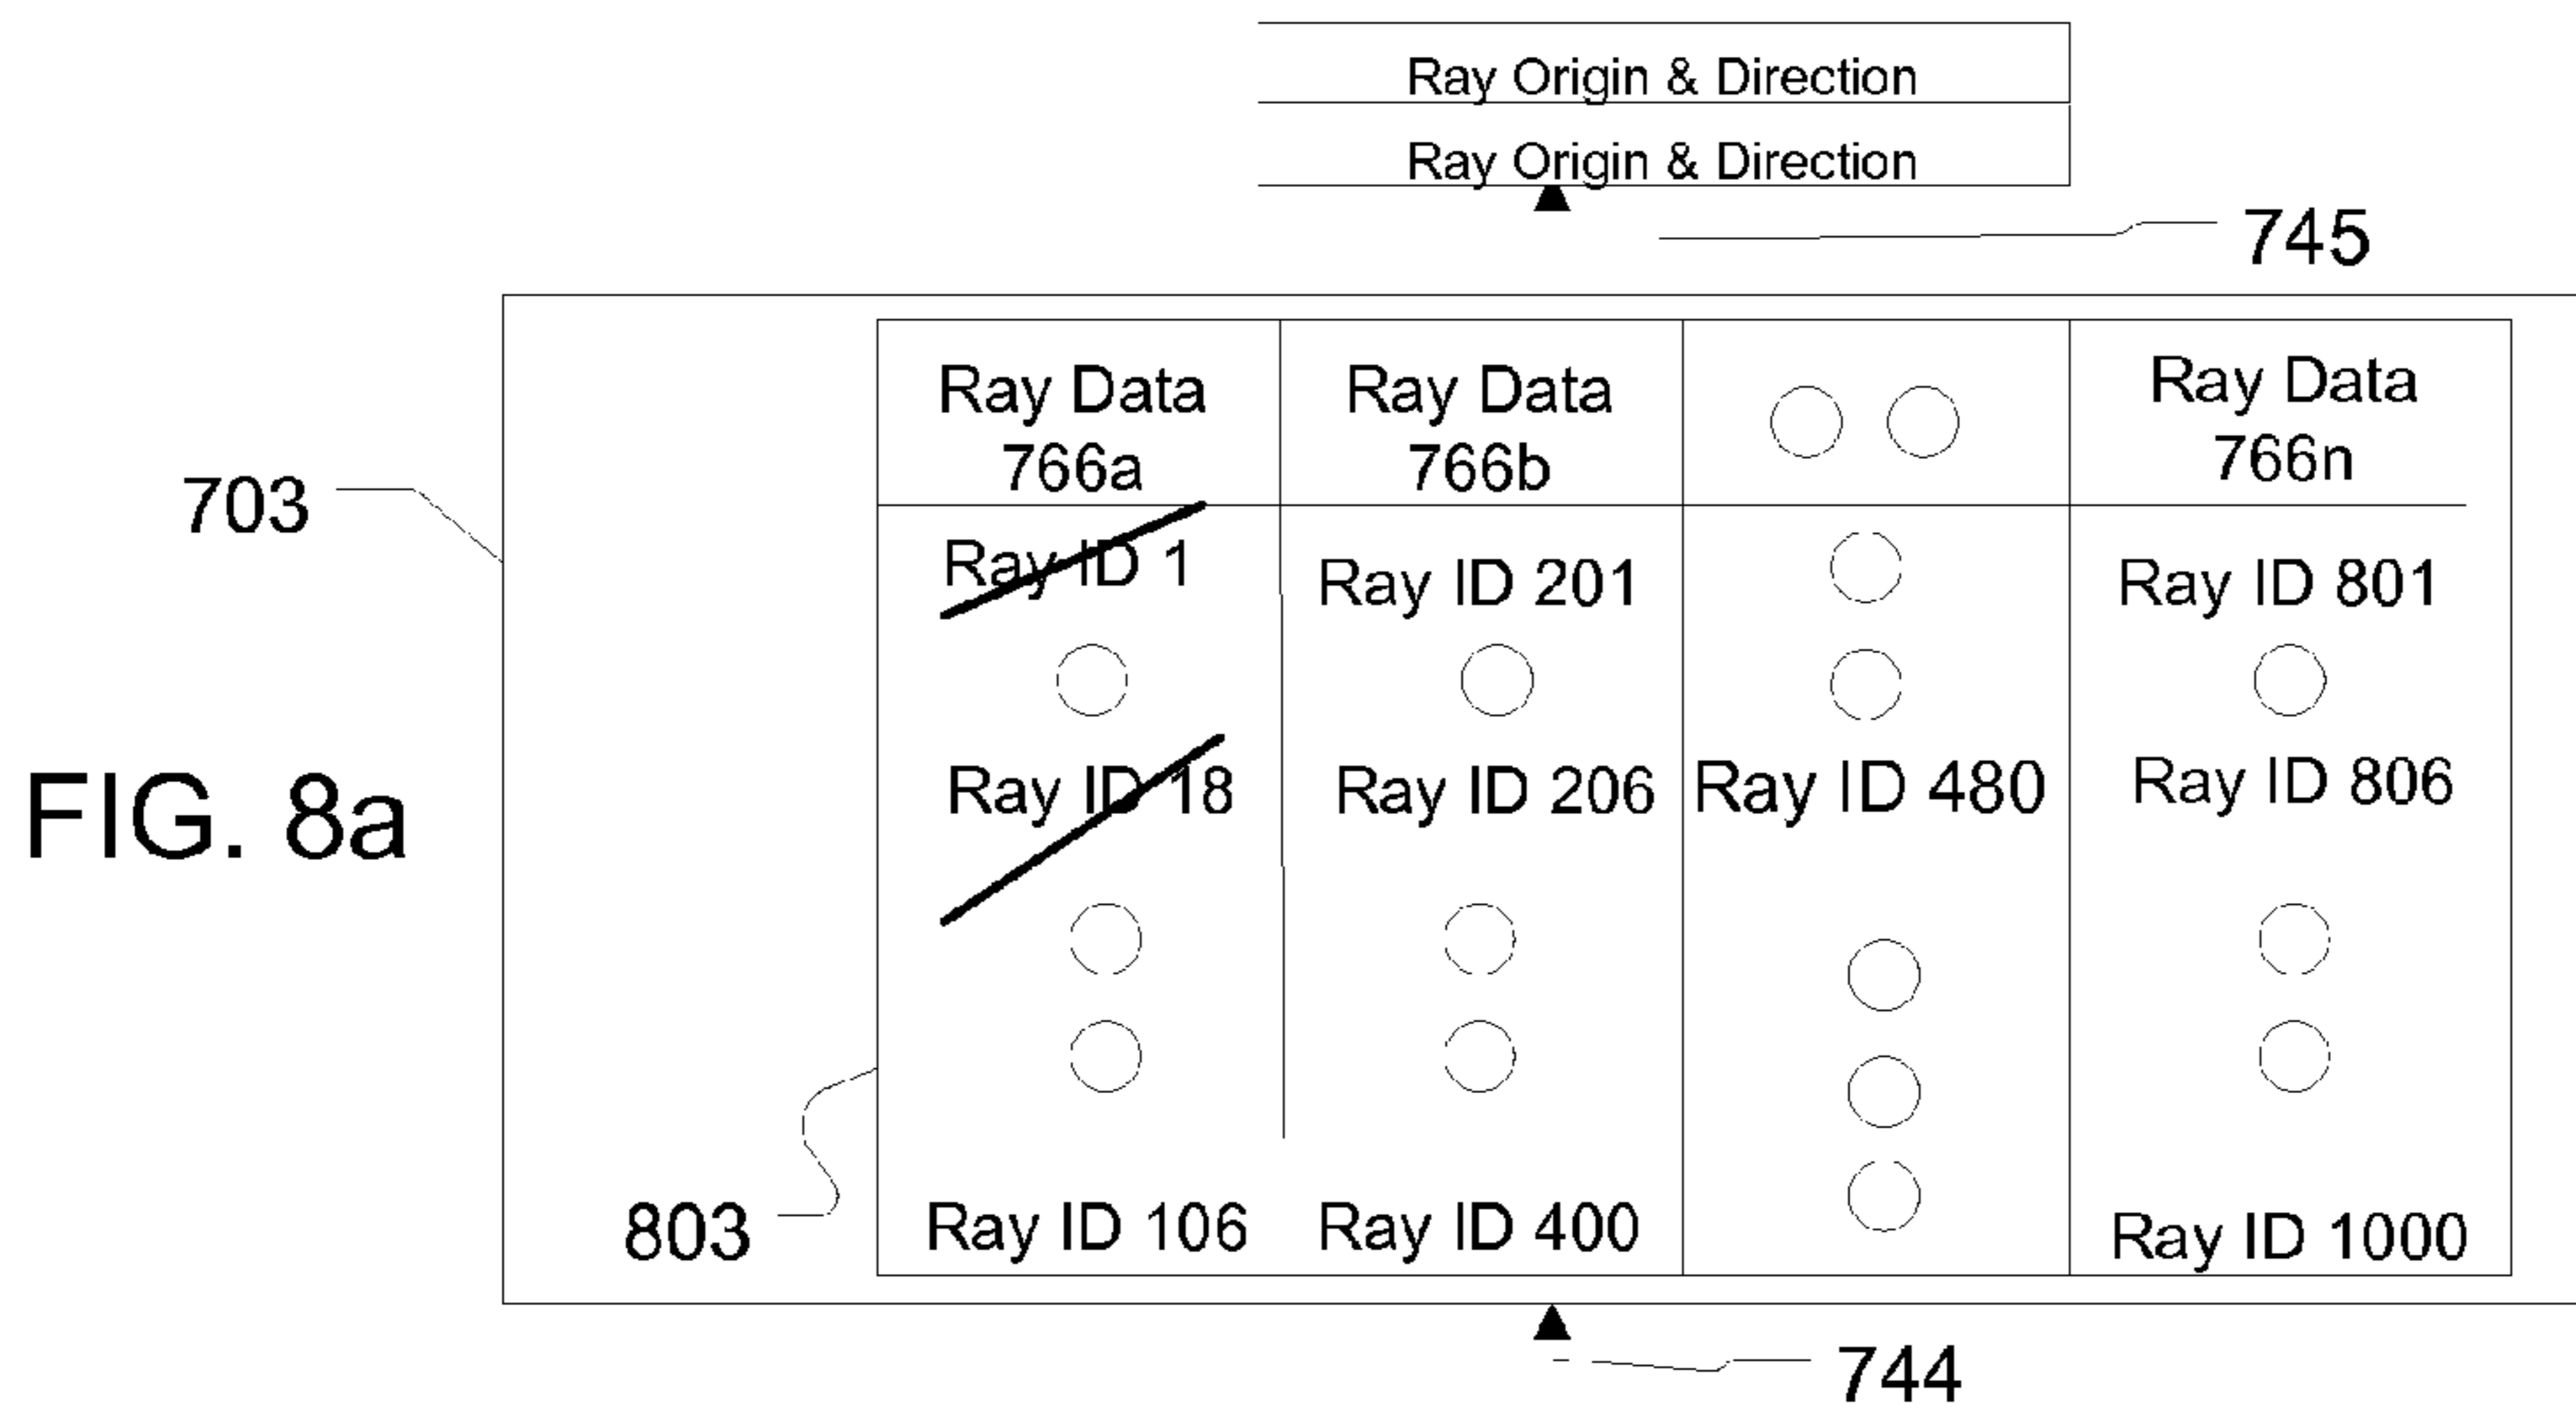 Ray Origin & Direction
Ray Origin & Direction
745
Ray Data
766a
Ray Data
766b
Ray Data
766n
703
Ray ID 1
Ray ID 201
Ray ID 801
FIG. 8a
Ray ID 18
Ray ID 206
Ray ID 480
Ray ID 806
803
Ray ID 106
Ray ID 400
Ray ID 1000
744